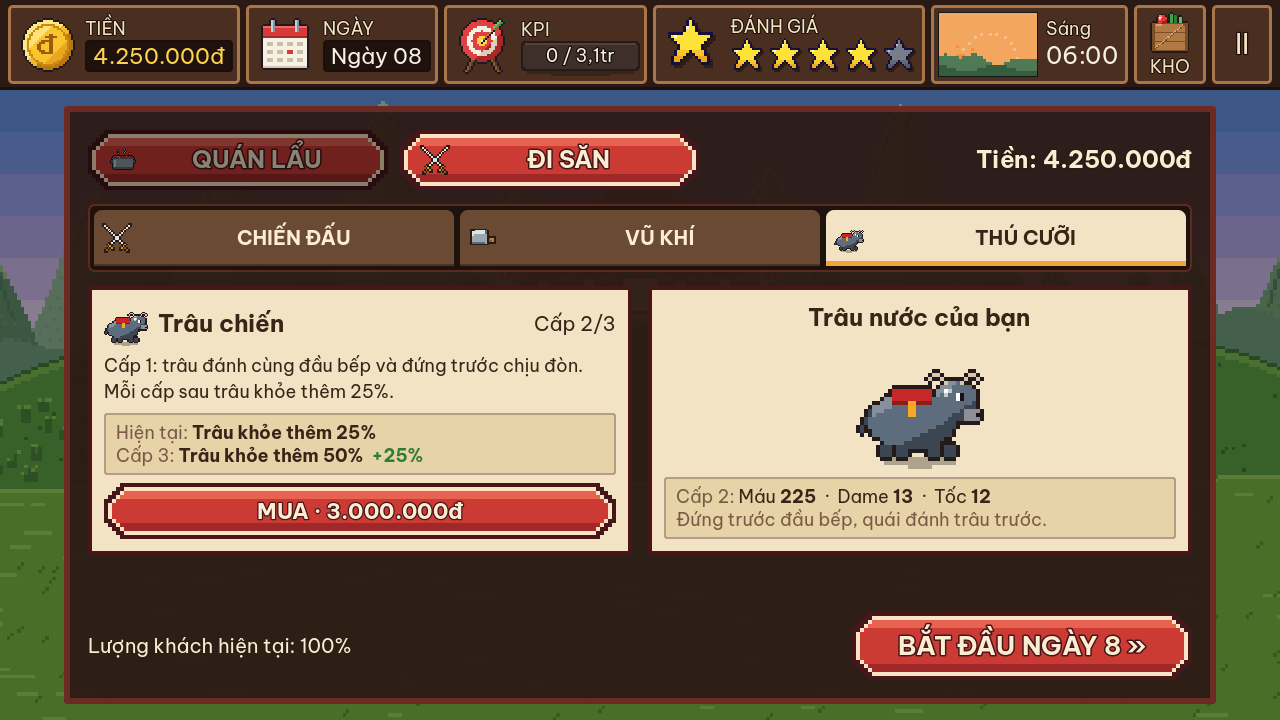 TIỀN
4.250.000đ
NGÀY
Ngày 08
KPI
0 / 3,1tr
ĐÁNH GIÁ
Sáng
06:00
KHO
QUÁN LẨU
ĐI SĂN
Tiền: 4.250.000đ
CHIẾN ĐẤU
VŨ KHÍ
THÚ CƯỠI
Trâu chiến
Cấp 2/3
Cấp 1: trâu đánh cùng đầu bếp và đứng trước chịu đòn.
Mỗi cấp sau trâu khỏe thêm 25%.
Hiện tại: Trâu khỏe thêm 25%
Cấp 3: Trâu khỏe thêm 50% +25%
MUA · 3.000.000đ
Trâu nước của bạn
Cấp 2: Máu 225 · Dame 13 · Tốc 12
Đứng trước đầu bếp, quái đánh trâu trước.
Lượng khách hiện tại: 100%
BẮT ĐẦU NGÀY 8 »